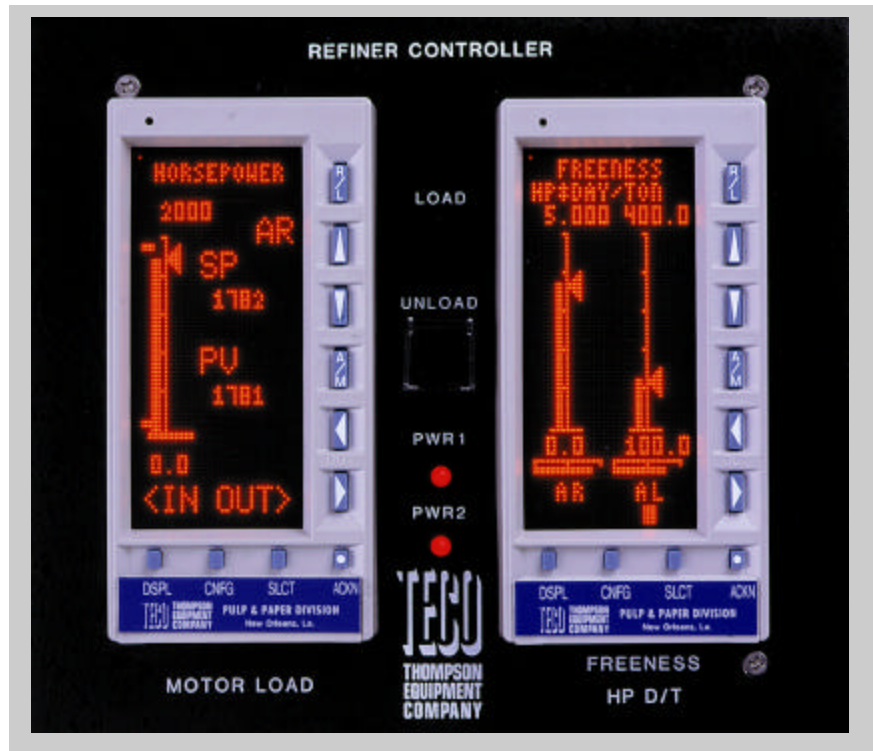 REFINER CONTROLLER
HORSEPOWER
2000
AR
SP
1782
PV
1781
0.0
<IN OUT>
R/L
A/M
DSPL CNFG SLCT ACKN
TECO THOMPSON EQUIPMENT COMPANY
PULP & PAPER DIVISION
New Orleans, La.
MOTOR LOAD
LOAD
UNLOAD
PWR1
PWR2
TECO
THOMPSON
EQUIPMENT
COMPANY
FREENESS
HP*DAY/TON
5.000 400.0
0.0 100.0
AR AL
W
R/L
A/M
DSPL CNFG SLCT ACKN
TECO THOMPSON EQUIPMENT COMPANY
PULP & PAPER DIVISION
New Orleans, La.
FREENESS
HP D/T